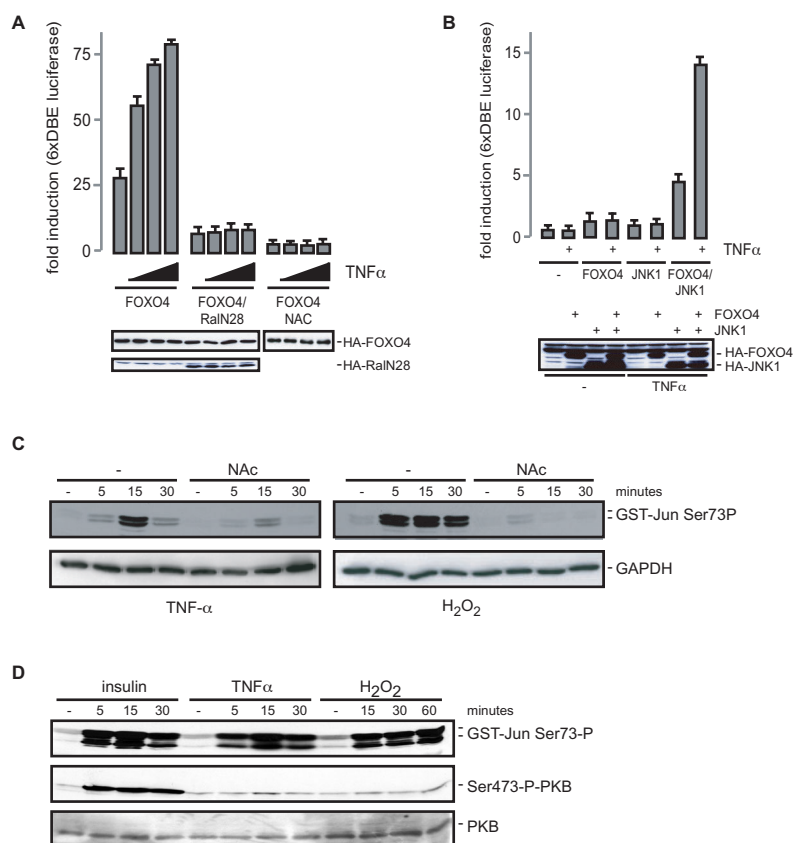 A
fold induction (6xDBE luciferase)
75
50
25
0
TNFα
FOXO4
FOXO4/
RalN28
FOXO4
NAC
-HA-FOXO4
-HA-RalN28
B
fold induction (6xDBE luciferase)
15
10
5
0
+ + + + TNFα
- FOXO4 JNK1 FOXO4/
JNK1
+ + + + FOXO4
+ + + + JNK1
-HA-FOXO4
-HA-JNK1
- TNFα
C
- NAc - NAc
- 5 15 30 - 5 15 30 - 5 15 30 - 5 15 30 minutes
- GST-Jun Ser73P
- GAPDH
TNF-α H2O2
D
insulin TNFα H2O2
- 5 15 30 - 5 15 30 - 15 30 60 minutes
- GST-Jun Ser73-P
- Ser473-P-PKB
- PKB